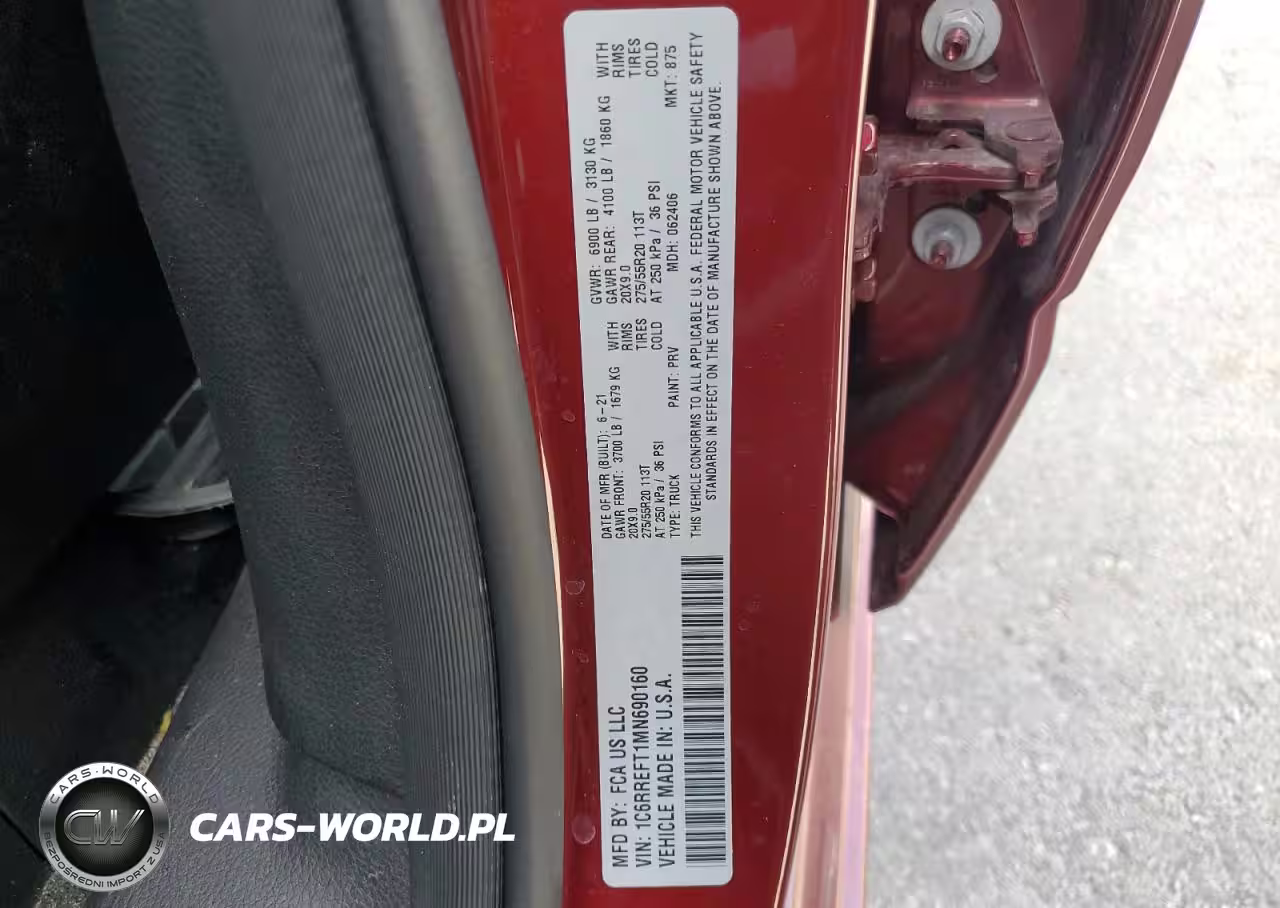 MFD BY: FCA US LLC
VIN: 1C6RREFT1MN690160
VEHICLE MADE IN: U.S.A.
DATE OF MFR (BUILT): 6-21
GAWR FRONT: 3700 LB / 1679 KG WITH
20X9.0 RIMS
275/55R20 113T TIRES
AT 250 kPa / 36 PSI COLD
TYPE: TRUCK PAINT: PRV
GVWR: 6900 LB / 3130 KG
GAWR REAR: 4100 LB / 1860 KG WITH
20X9.0 RIMS
275/55R20 113T TIRES
AT 250 kPa / 36 PSI COLD
MDH: 062406 MKT: 875
THIS VEHICLE CONFORMS TO ALL APPLICABLE U.S.A. FEDERAL MOTOR VEHICLE SAFETY
STANDARDS IN EFFECT ON THE DATE OF MANUFACTURE SHOWN ABOVE.
CARS-WORLD
CW
BEZPOŚREDNI IMPORT Z USA
CARS-WORLD.PL